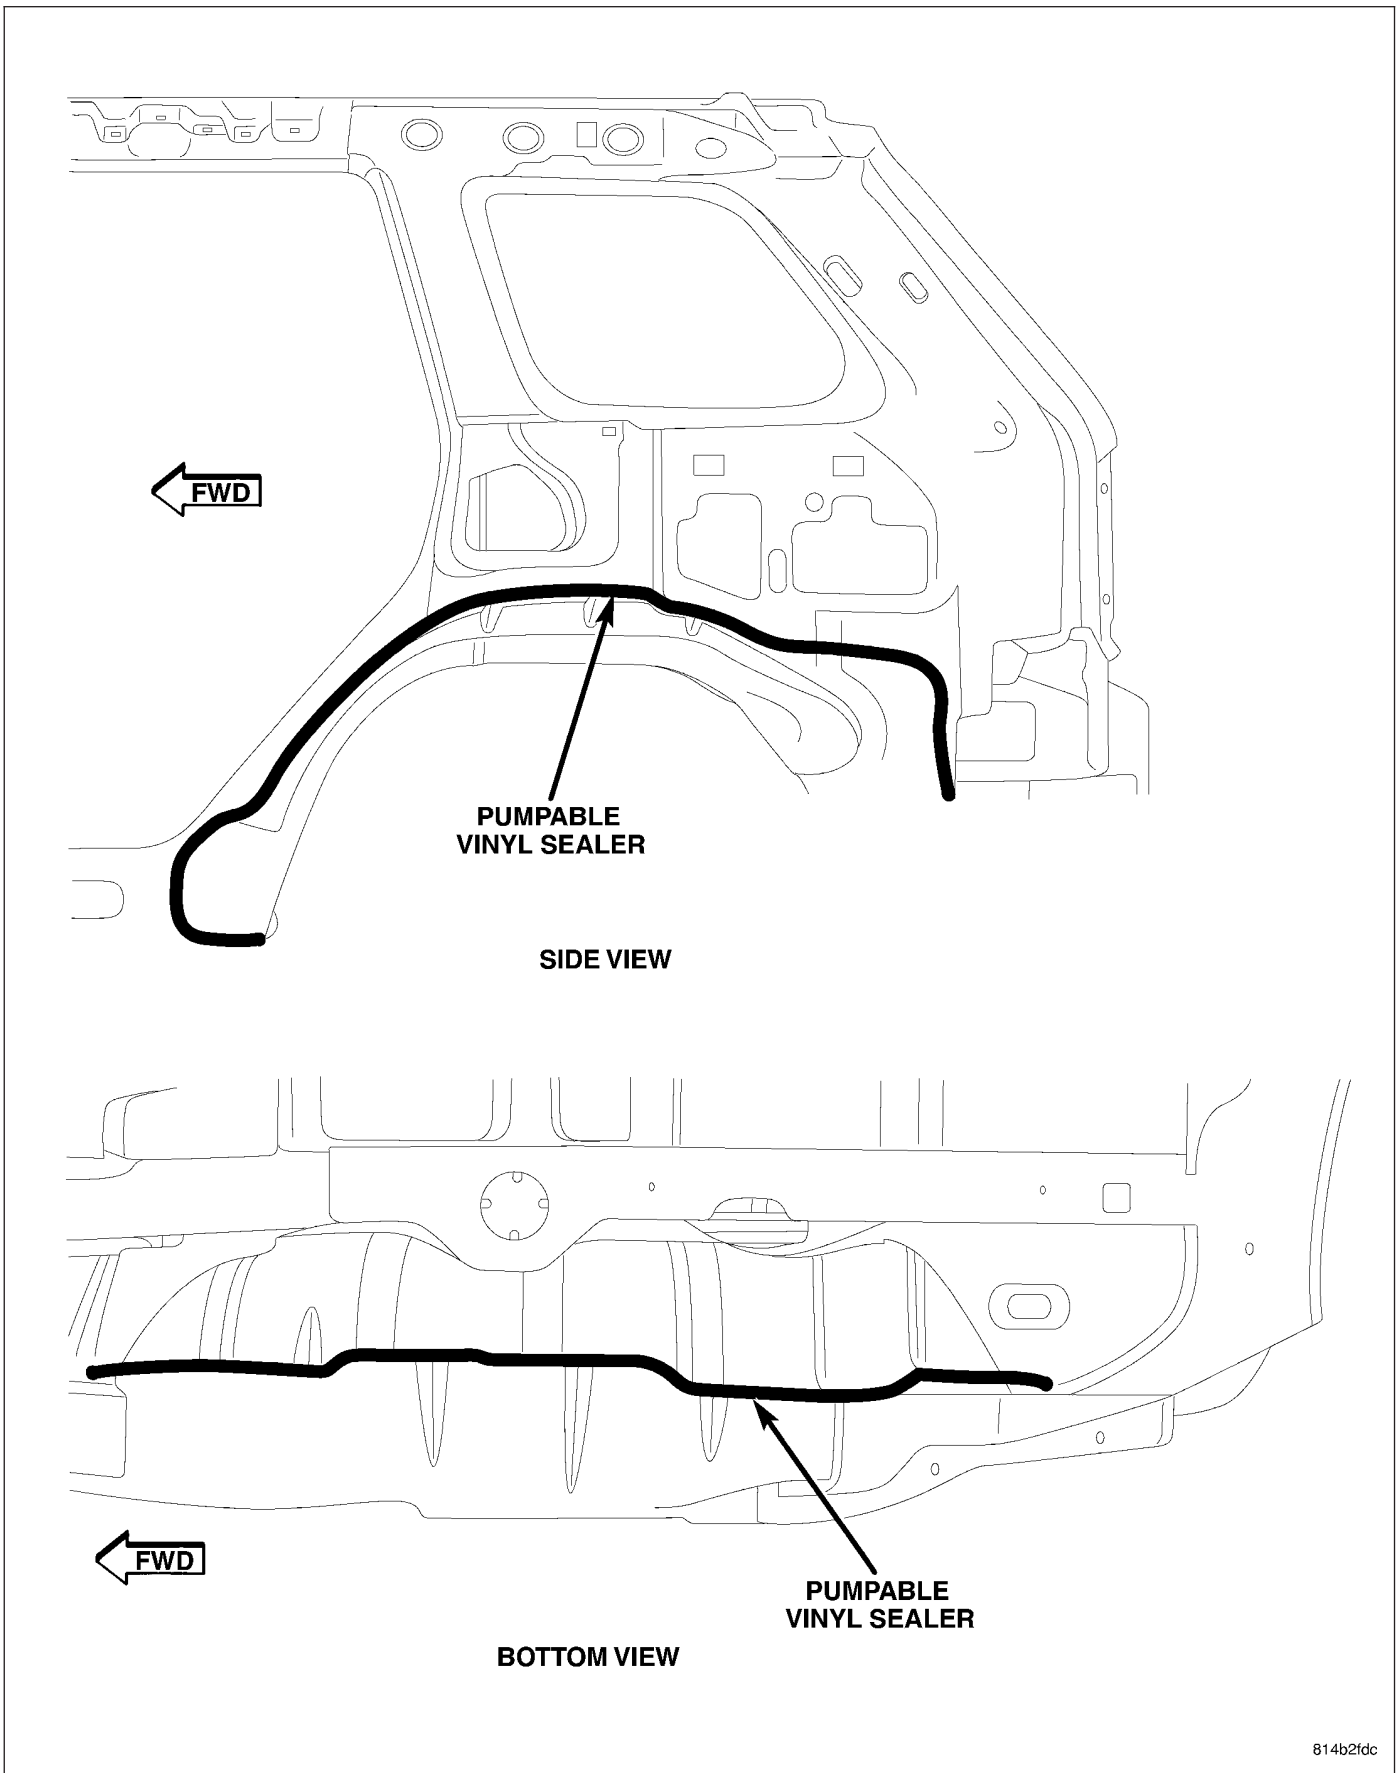 FWD
PUMPABLE
VINYL SEALER
SIDE VIEW
FWD
PUMPABLE
VINYL SEALER
BOTTOM VIEW
814b2fdc